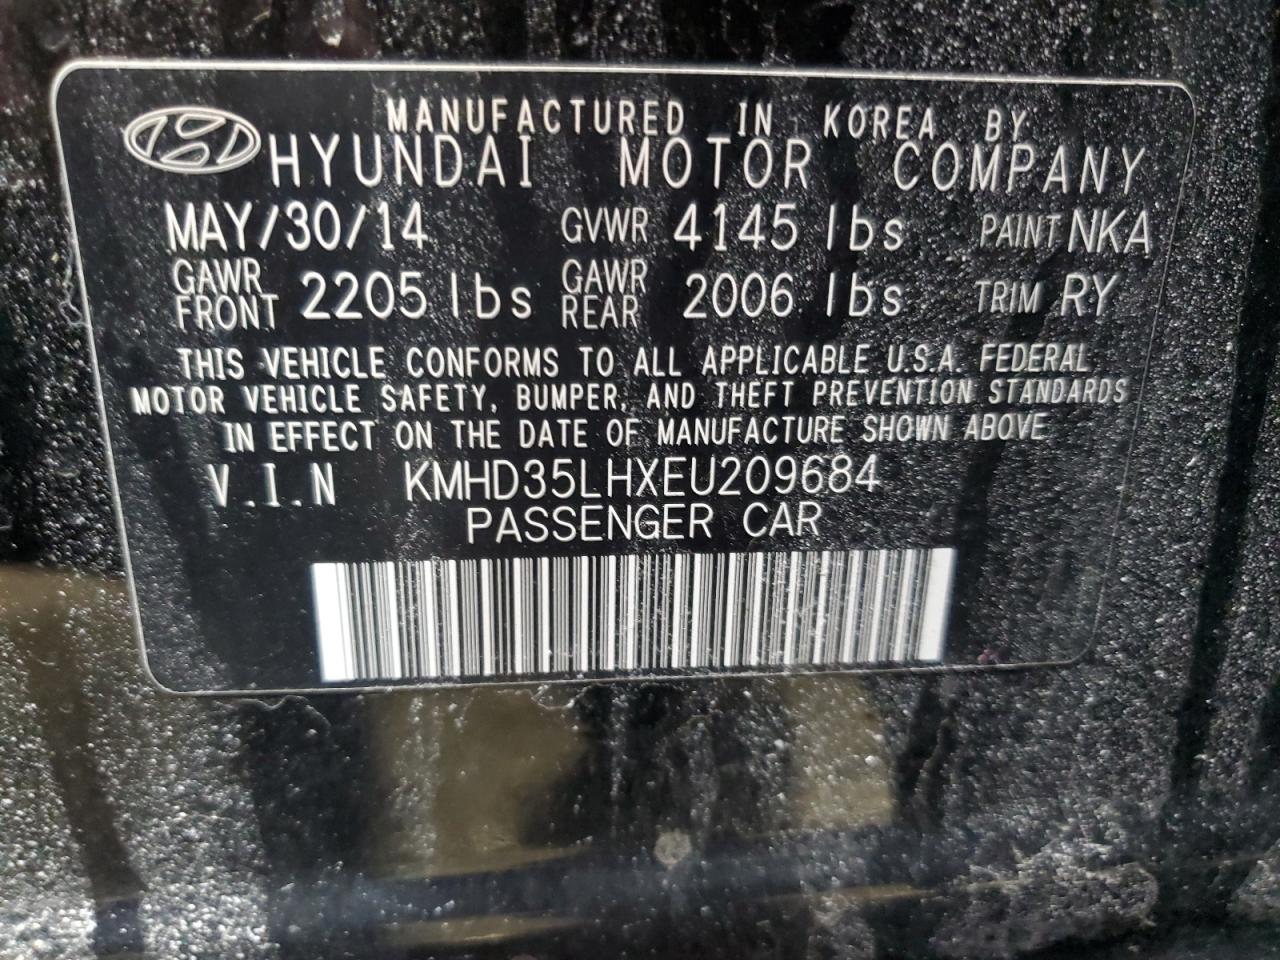 MANUFACTURED IN KOREA BY
HYUNDAI MOTOR COMPANY
MAY/30/14 GVWR 4145 lbs PAINT NKA
GAWR FRONT 2205 lbs GAWR REAR 2006 lbs TRIM RY
THIS VEHICLE CONFORMS TO ALL APPLICABLE U.S.A. FEDERAL
MOTOR VEHICLE SAFETY, BUMPER, AND THEFT PREVENTION STANDARDS
IN EFFECT ON THE DATE OF MANUFACTURE SHOWN ABOVE
V.I.N KMHD35LHXEU209684
PASSENGER CAR